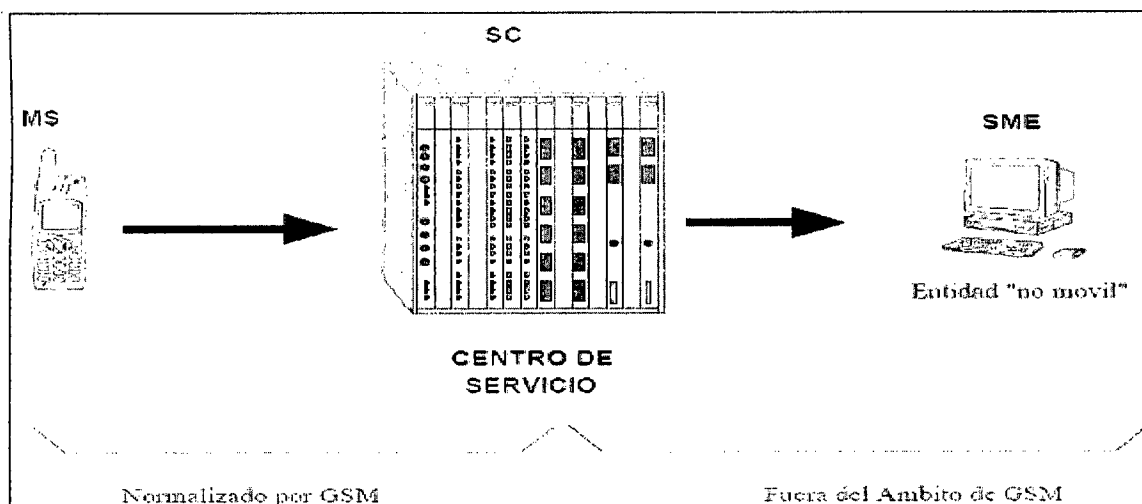 SC
MS
SME
Entidad "no movil"
CENTRO DE
SERVICIO
Normalizado por GSM
Fuera del Ambito de GSM